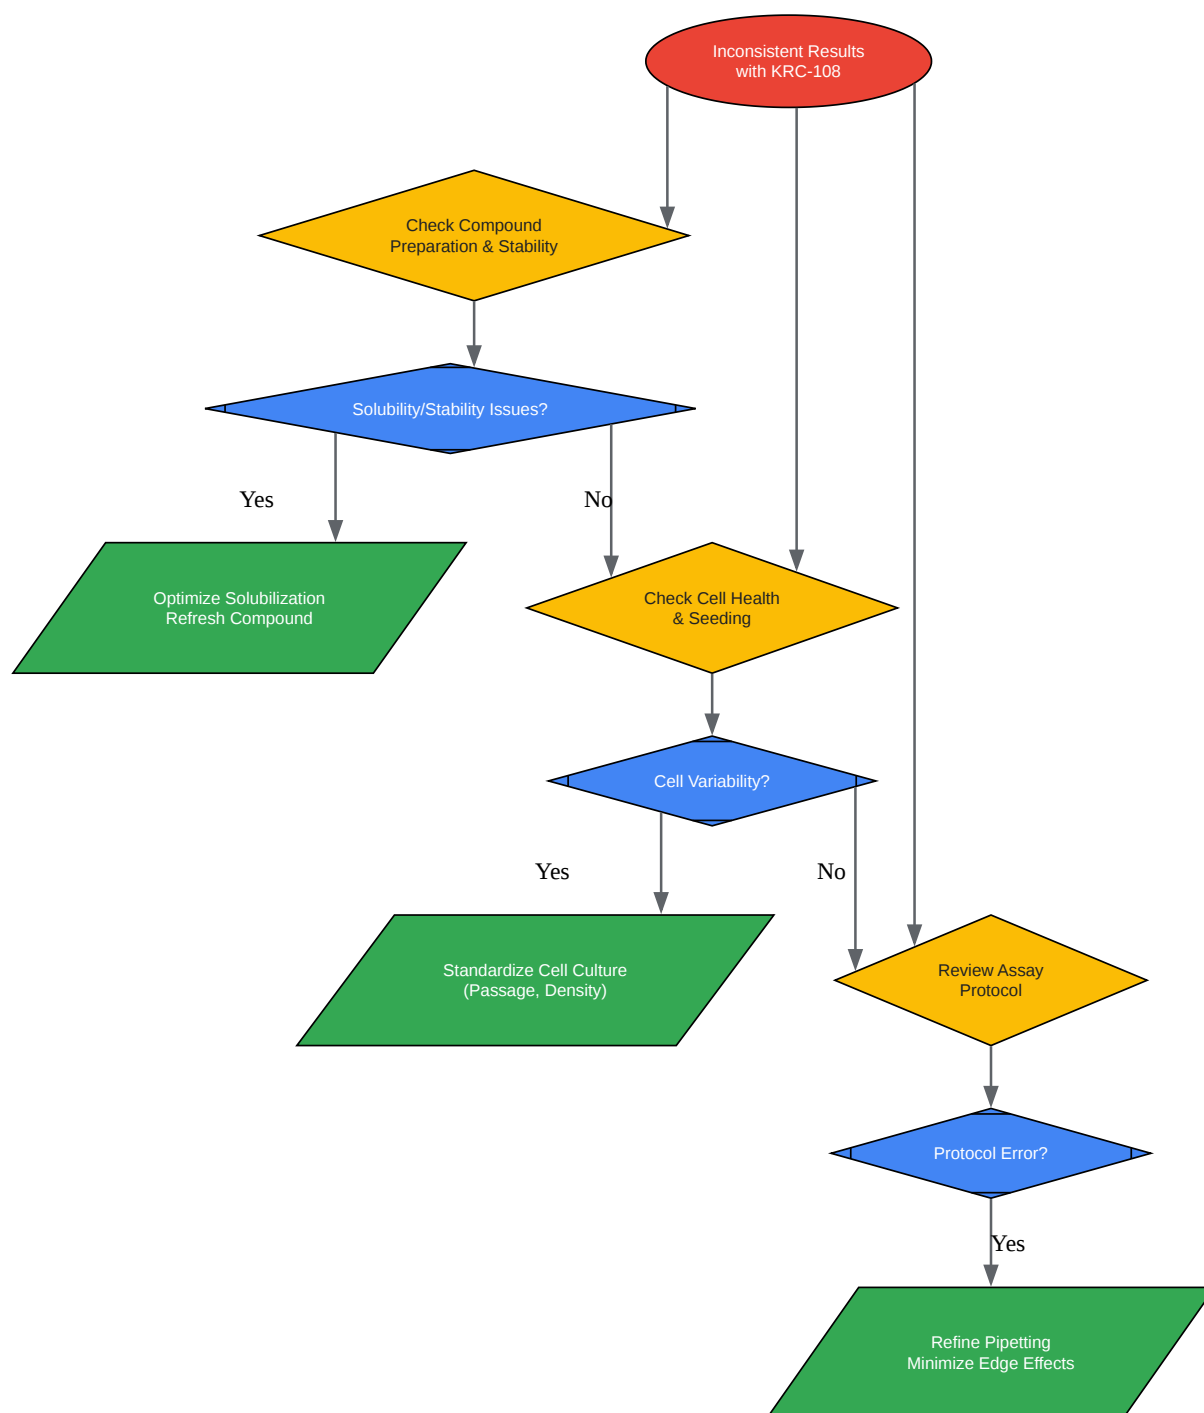 Inconsistent Results
with KRC-108
Check Compound
Preparation & Stability
Solubility/Stability Issues?
Yes
No
Optimize Solubilization
Refresh Compound
Check Cell Health
& Seeding
Cell Variability?
Yes
No
Standardize Cell Culture
(Passage, Density)
Review Assay
Protocol
Protocol Error?
Yes
Refine Pipetting
Minimize Edge Effects